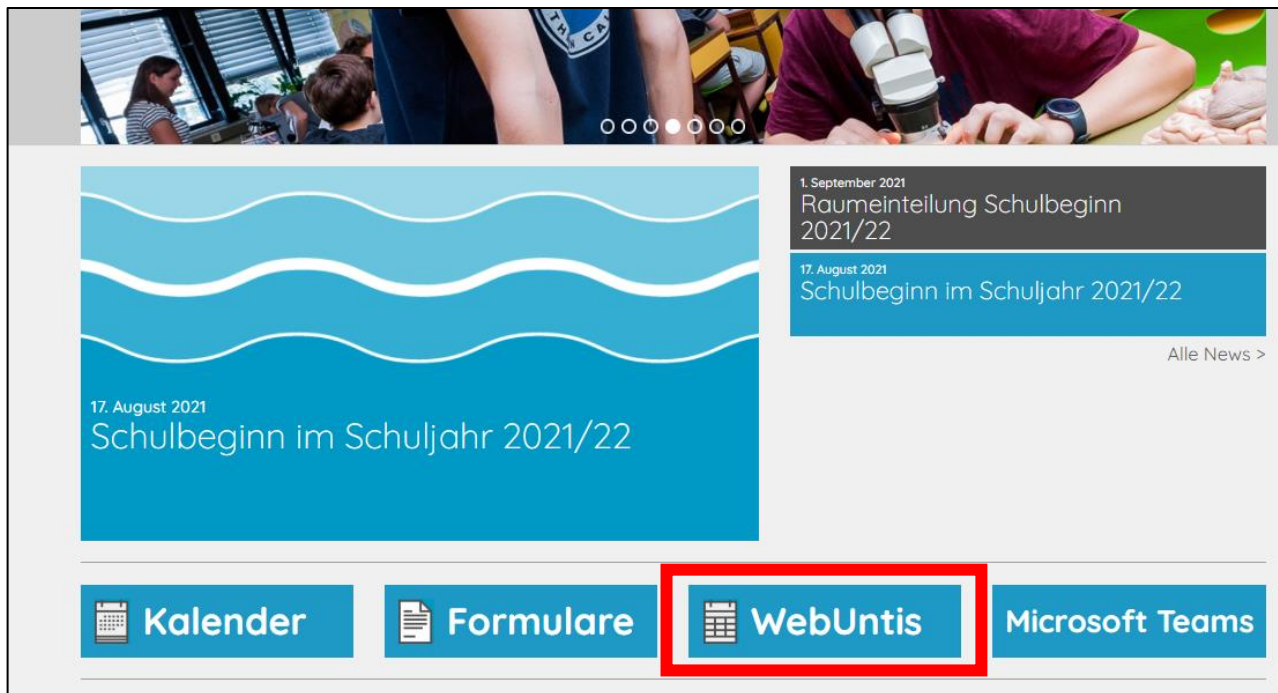 17. August 2021
Schulbeginn im Schuljahr 2021/22
1. September 2021
Raumeinteilung Schulbeginn
2021/22
17. August 2021
Schulbeginn im Schuljahr 2021/22
Alle News >
Kalender
Formulare
WebUntis
Microsoft Teams